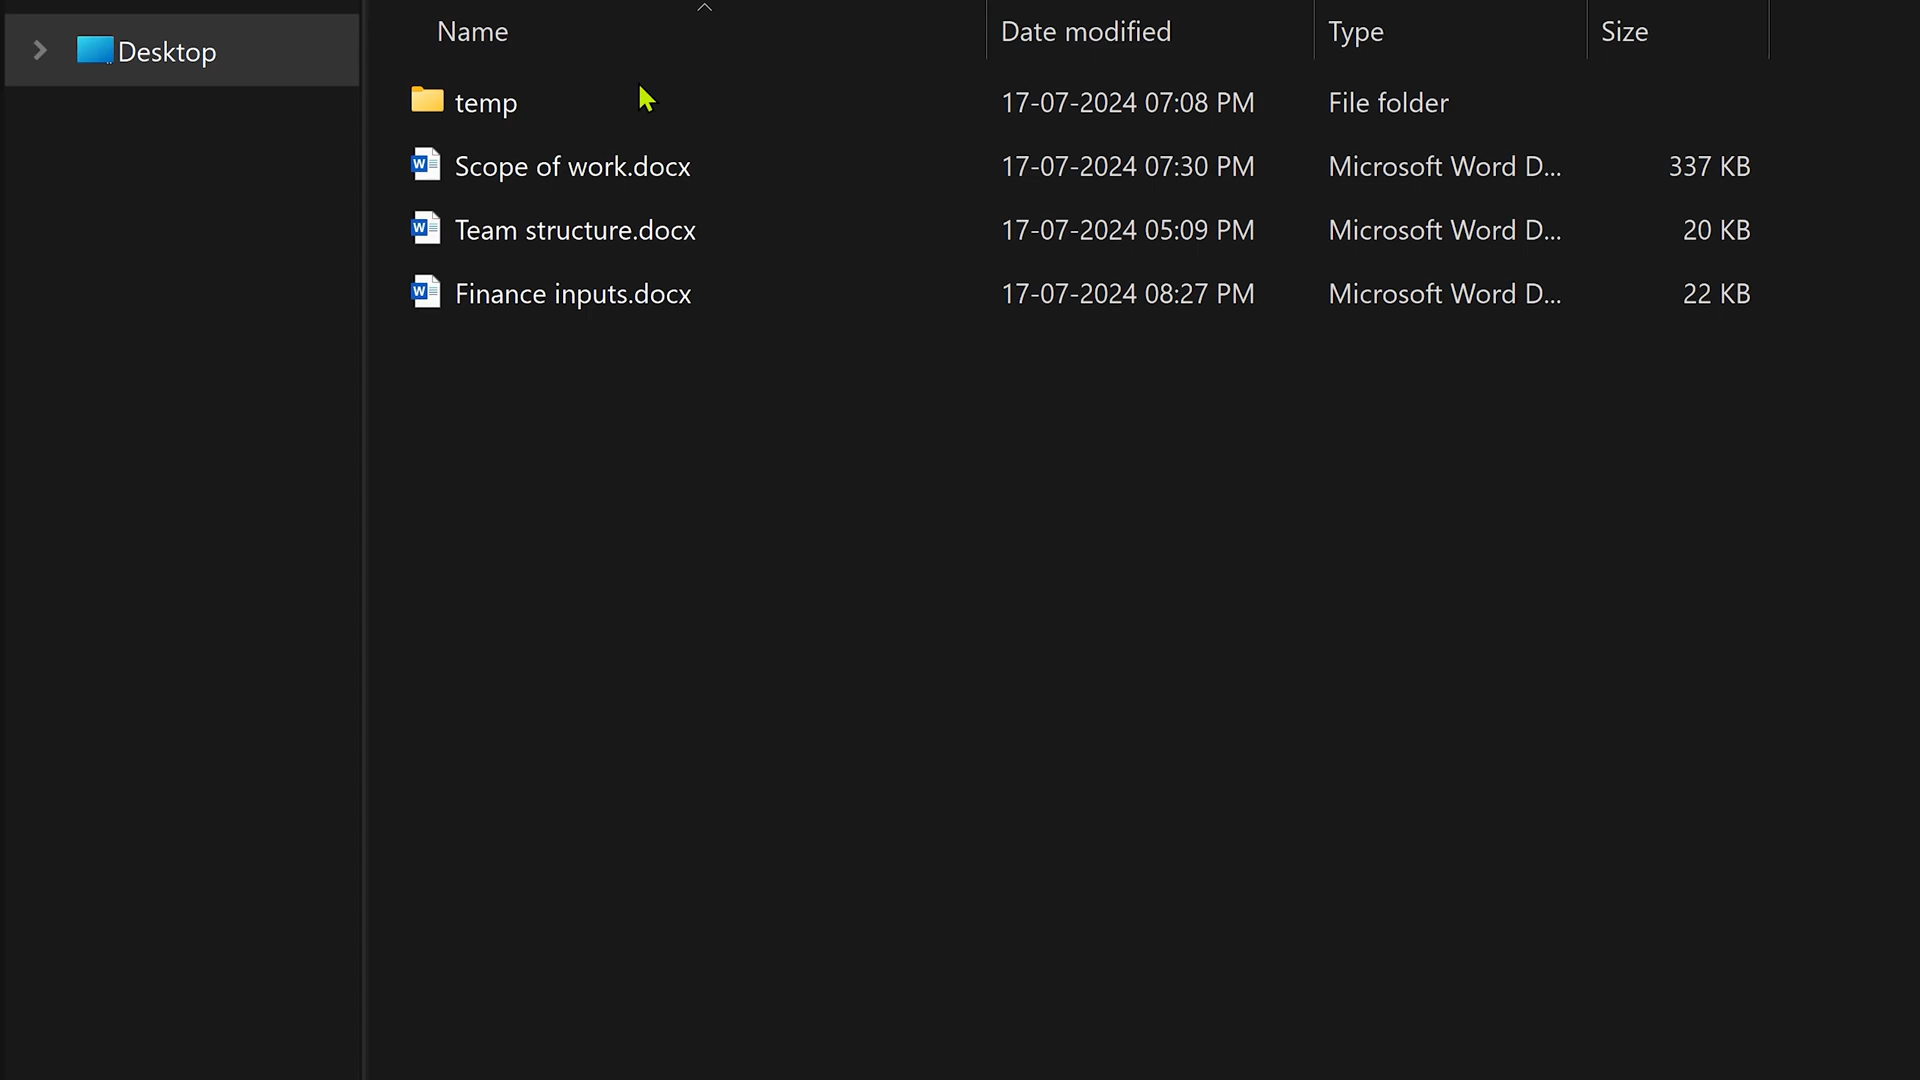 Desktop
Name Date modified Type Size
temp 17-07-2024 07:08 PM File folder
Scope of work.docx 17-07-2024 07:30 PM Microsoft Word D... 337 KB
Team structure.docx 17-07-2024 05:09 PM Microsoft Word D... 20 KB
Finance inputs.docx 17-07-2024 08:27 PM Microsoft Word D... 22 KB